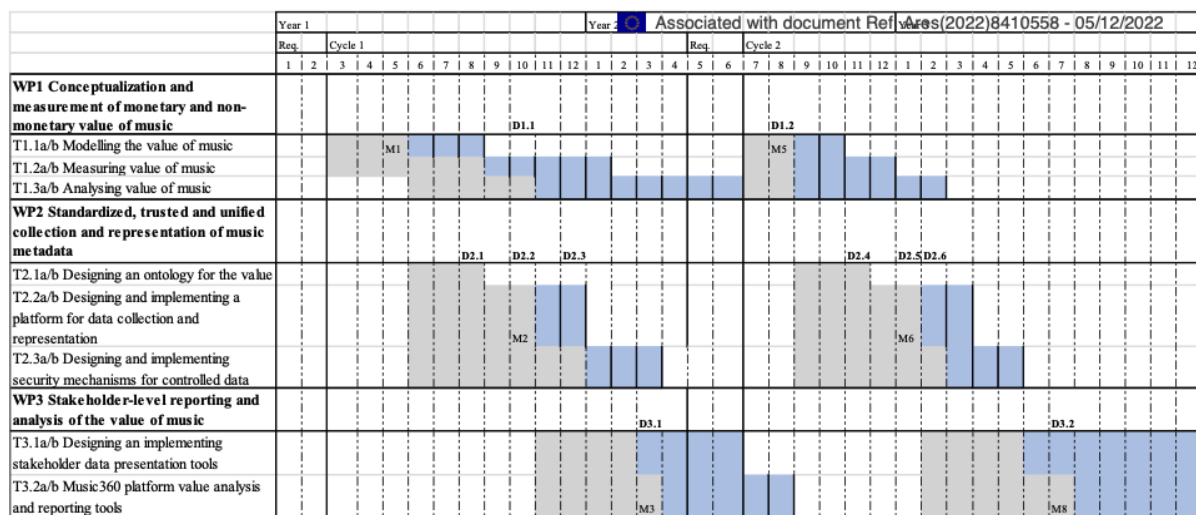 Year 1 Year 2 Associated with document Ref. Ares(2022)8410558 - 05/12/2022
Req. Cycle 1 Req. Cycle 2
1 2 3 4 5 6 7 8 9 10 11 12 1 2 3 4 5 6 7 8 9 10 11 12 1 2 3 4 5 6 7 8 9 10 11 12
WP1 Conceptualization and
measurement of monetary and non-
monetary value of music D1.1 D1.2
T1.1a/b Modelling the value of music M1 M5
T1.2a/b Measuring value of music
T1.3a/b Analysing value of music
WP2 Standardized, trusted and unified
collection and representation of music
metadata D2.1 D2.2 D2.3 D2.4 D2.5 D2.6
T2.1a/b Designing an ontology for the value
T2.2a/b Designing and implementing a
platform for data collection and
representation M2 M6
T2.3a/b Designing and implementing
security mechanisms for controlled data
WP3 Stakeholder-level reporting and
analysis of the value of music D3.1 D3.2
T3.1a/b Designing an implementing
stakeholder data presentation tools
T3.2a/b Music360 platform value analysis
and reporting tools M3 M8